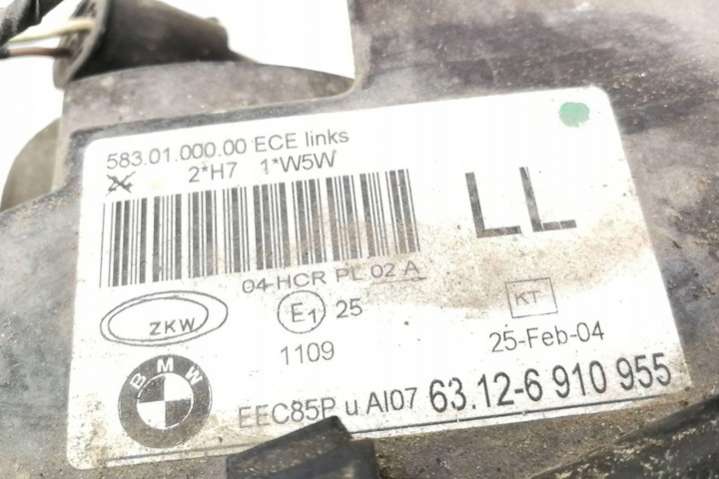 583.01.000.00 ECE links
2*H7 1*W5W
LL
04-HCR PL 02 A
E1 25
KT
ZKW
1109
25-Feb-04
BMW
EEC85P u AI07 63.12-6 910 955